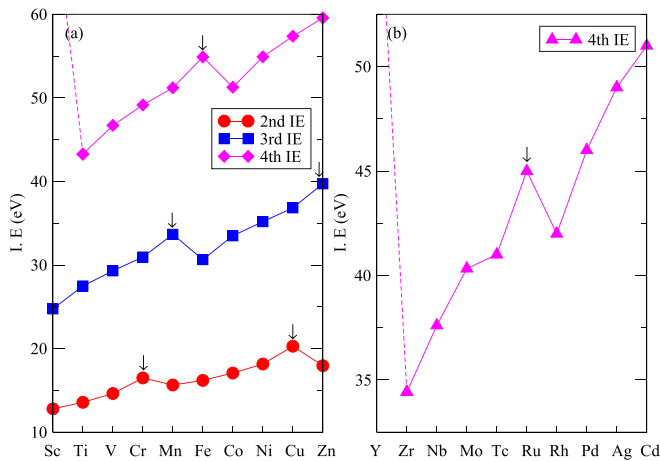 (a)
60
50
40
30
20
10
I. E (eV)
2nd IE
3rd IE
4th IE
Sc Ti V Cr Mn Fe Co Ni Cu Zn
(b)
4th IE
50
45
40
35
I. E (eV)
Y Zr Nb Mo Tc Ru Rh Pd Ag Cd